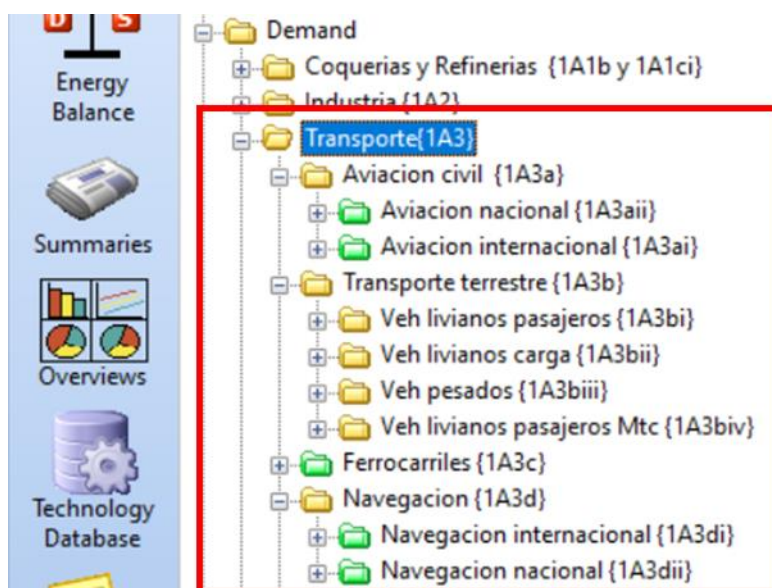 D S
Energy
Balance
Summaries
Overviews
Technology
Database
Demand
Coquerias y Refinerias {1A1b y 1A1ci}
Industria {1A2}
Transporte{1A3}
Aviacion civil {1A3a}
Aviacion nacional {1A3aii}
Aviacion internacional {1A3ai}
Transporte terrestre {1A3b}
Veh livianos pasajeros {1A3bi}
Veh livianos carga {1A3bii}
Veh pesados {1A3biii}
Veh livianos pasajeros Mtc {1A3biv}
Ferrocarriles {1A3c}
Navegacion {1A3d}
Navegacion internacional {1A3di}
Navegacion nacional {1A3dii}